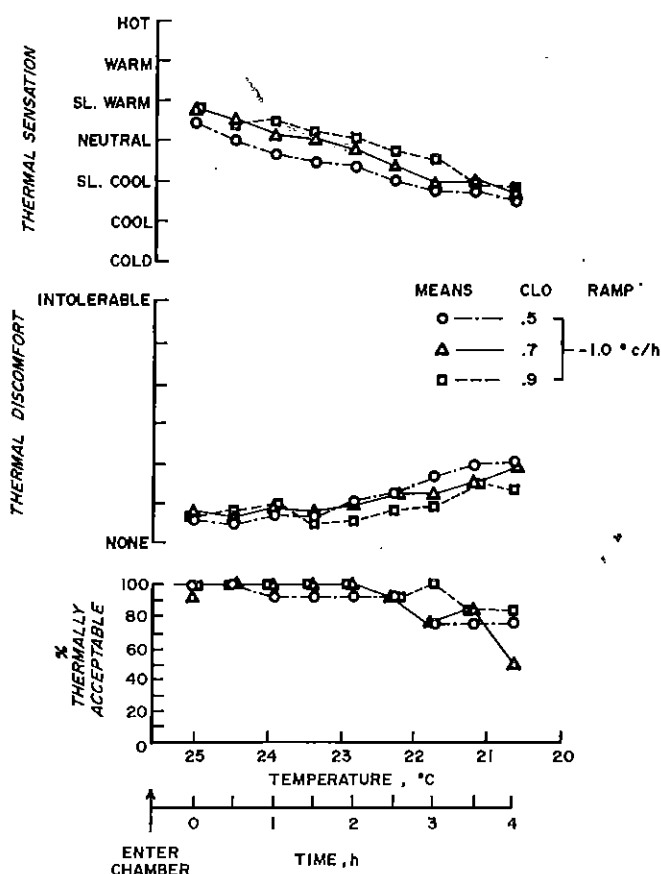 HOT
WARM
SL. WARM
NEUTRAL
SL. COOL
COOL
COLD
THERMAL SENSATION
INTOLERABLE
NONE
THERMAL DISCOMFORT
MEANS CLO RAMP
.5
.7 -1.0 °c/h
.9
100
80
60
40
20
0
% THERMALLY ACCEPTABLE
25 24 23 22 21 20
TEMPERATURE, °C
0 1 2 3 4
ENTER CHAMBER
TIME, h